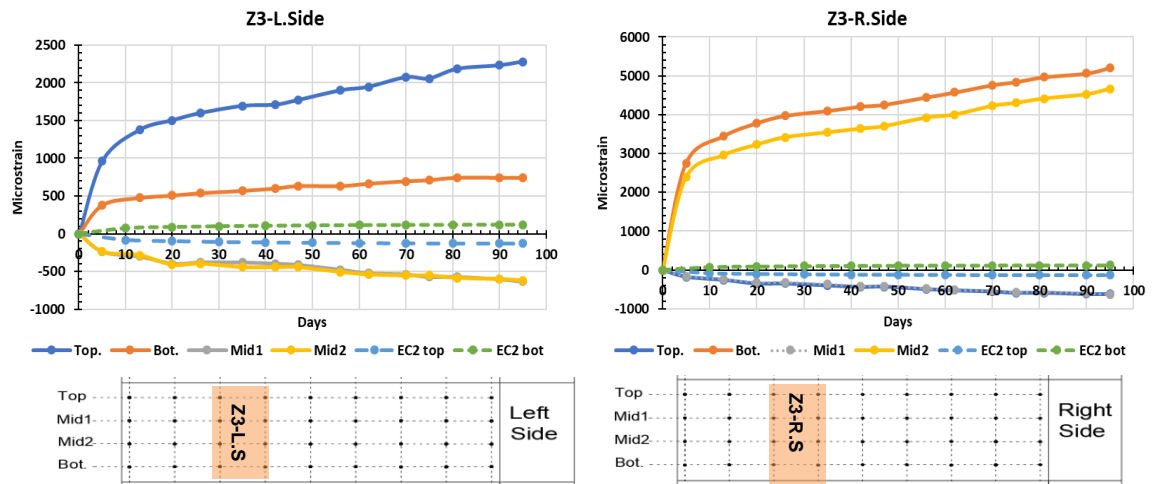 Z3-L.Side
2500
2000
1500
1000
500
0
-500
-1000
Microstrain
0 10 20 30 40 50 60 70 80 90 100
Days
Top. Bot. Mid1 Mid2 EC2 top EC2 bot
Top
Mid1
Mid2
Bot.
Z3-L.S
Left
Side
Z3-R.Side
6000
5000
4000
3000
2000
1000
0
-1000
Microstrain
0 10 20 30 40 50 60 70 80 90 100
Days
Top. Bot. Mid1 Mid2 EC2 top EC2 bot
Top
Mid1
Mid2
Bot.
Z3-R.S
Right
Side